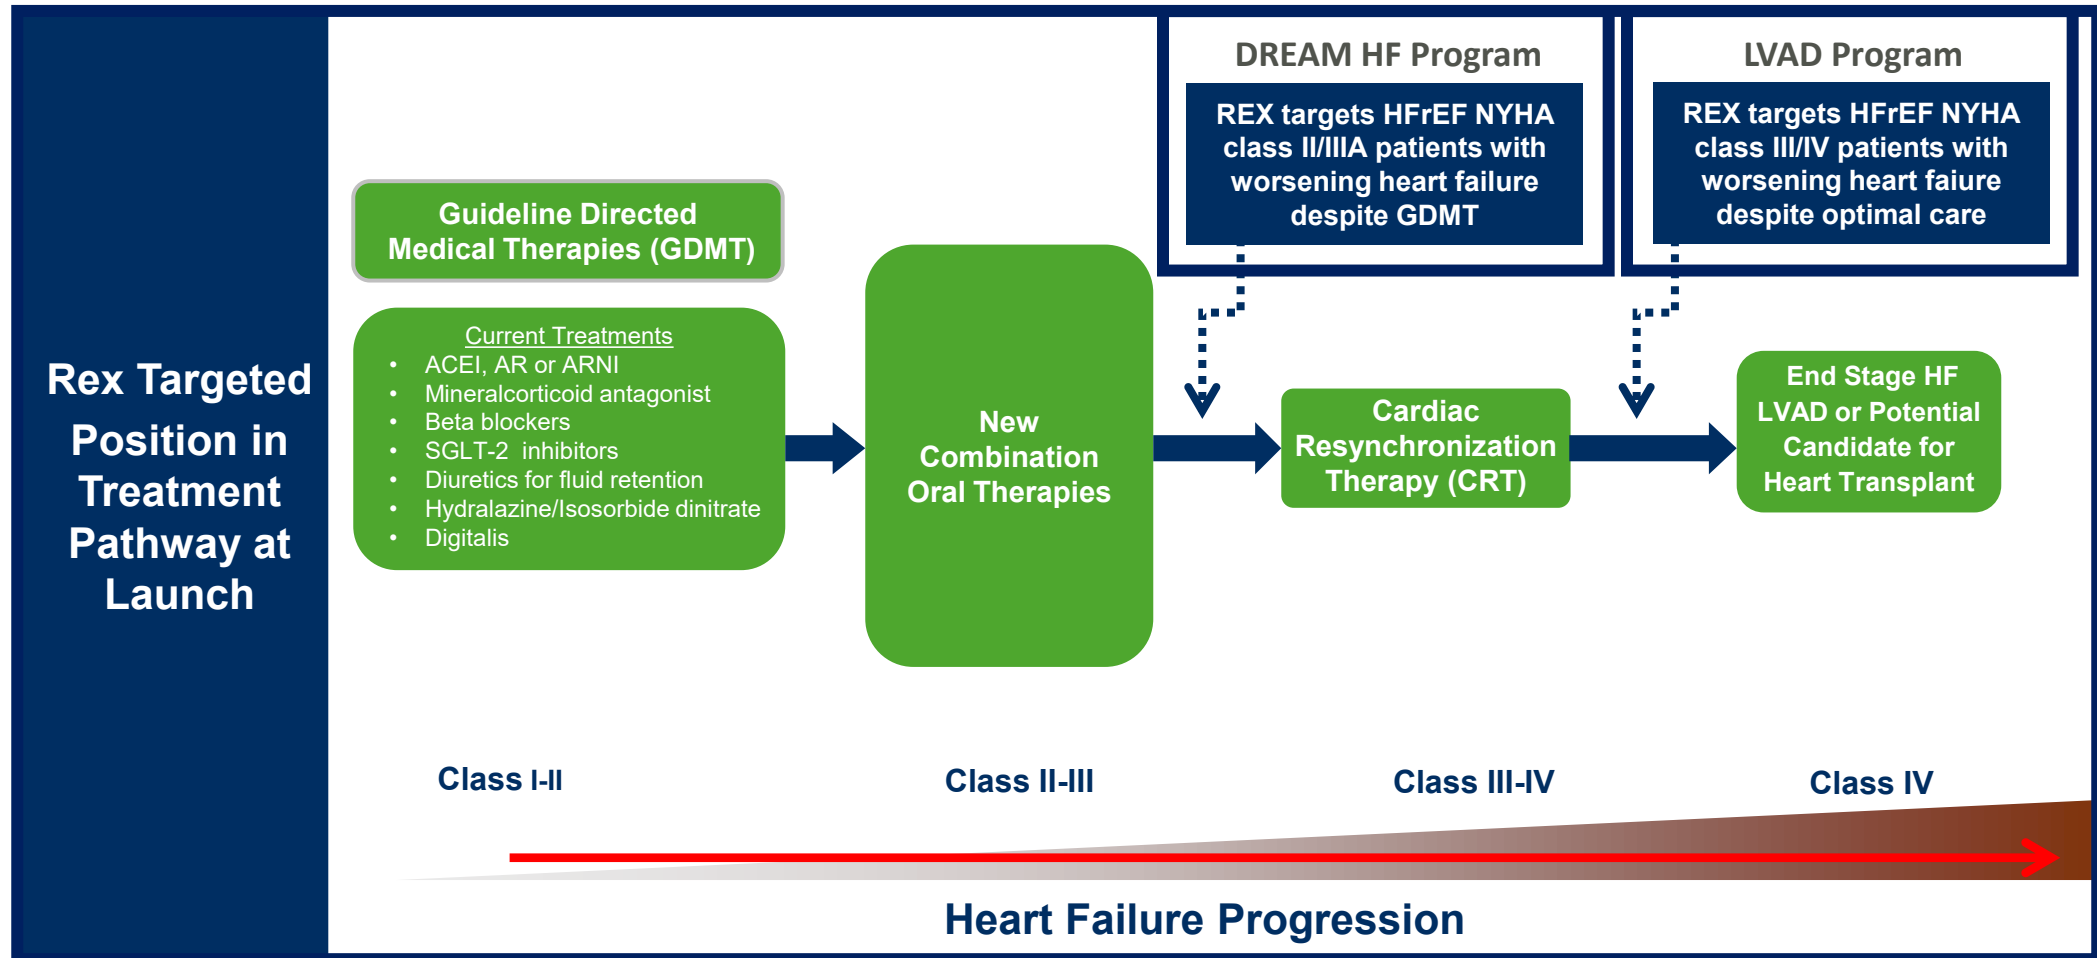 Rex Targeted
Position in
Treatment
Pathway at
Launch
Guideline Directed
Medical Therapies (GDMT)
Current Treatments
• ACEI, AR or ARNI
• Mineralcorticoid antagonist
• Beta blockers
• SGLT-2 inhibitors
• Diuretics for fluid retention
• Hydralazine/Isosorbide dinitrate
• Digitalis
New
Combination
Oral Therapies
DREAM HF Program
REX targets HFrEF NYHA
class II/IIIA patients with
worsening heart failure
despite GDMT
LVAD Program
REX targets HFrEF NYHA
class III/IV patients with
worsening heart faiure
despite optimal care
Cardiac
Resynchronization
Therapy (CRT)
End Stage HF
LVAD or Potential
Candidate for
Heart Transplant
Class I-II
Class II-III
Class III-IV
Class IV
Heart Failure Progression